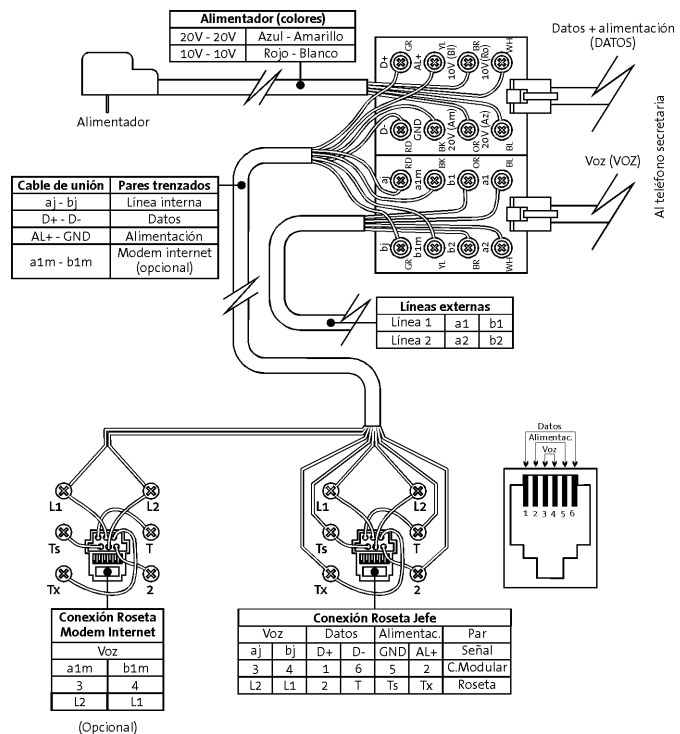 Alimentador (colores)
20V - 20V Azul - Amarillo
10V - 10V Rojo - Blanco
Datos + alimentación
(DATOS)
Alimentador
D+ GR AL+ YL 10V (Bl) BR 10V (Ro) WH
D- RD GND BK 20V (Am) OR 20V (Az) BL
aj RD a1m BK b1 OR a1 BL
bj GR b1m YL b2 BR a2 WH
Voz (VOZ)
Al teléfono secretaria
Cable de unión Pares trenzados
aj - bj Línea interna
D+ - D- Datos
AL+ - GND Alimentación
a1m - b1m Modem internet
(opcional)
Líneas externas
Línea 1 a1 b1
Línea 2 a2 b2
Datos
Alimentac.
Voz
1 2 3 4 5 6
L1 L2
Ts T
Tx 2
L1 L2
Ts T
Tx 2
Conexión Roseta
Modem Internet
Voz
a1m b1m
3 4
L2 L1
(Opcional)
Conexión Roseta Jefe
Voz Datos Alimentac. Par
aj bj D+ D- GND AL+ Señal
3 4 1 6 5 2 C.Modular
L2 L1 2 T Ts Tx Roseta